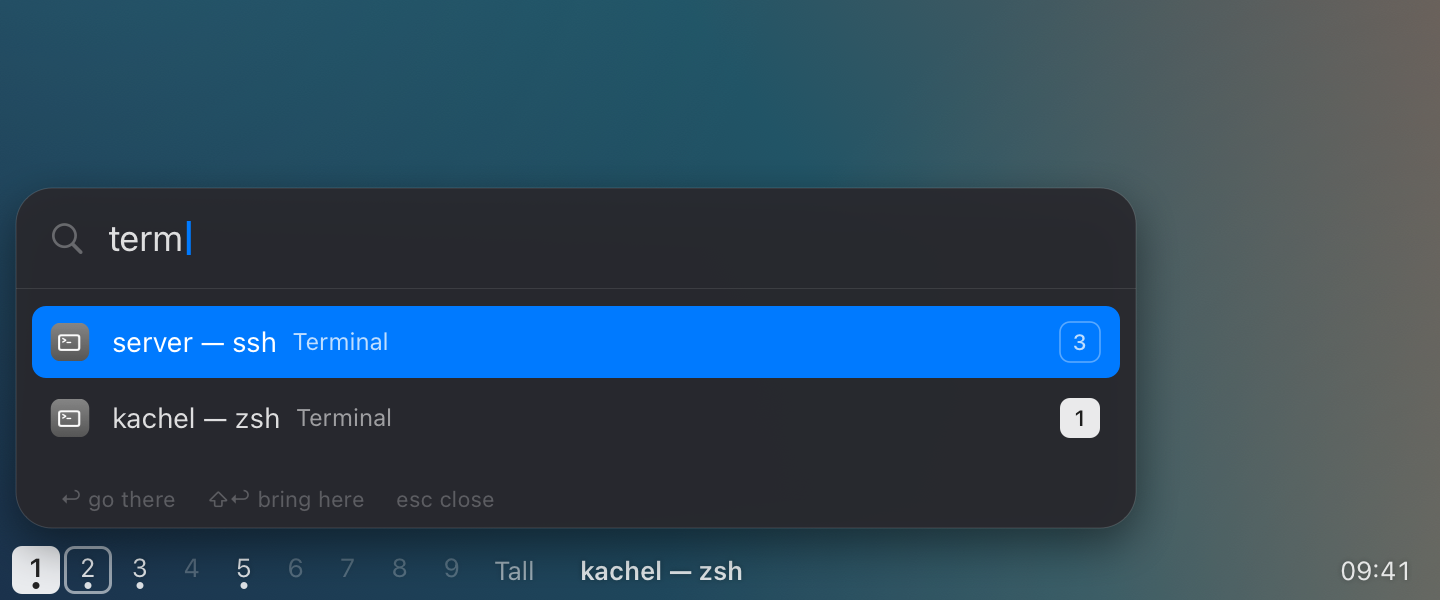 term
server — ssh Terminal 3
kachel — zsh Terminal 1
↩ go there ⇧↩ bring here esc close
1 2 3 4 5 6 7 8 9 Tall kachel — zsh 09:41